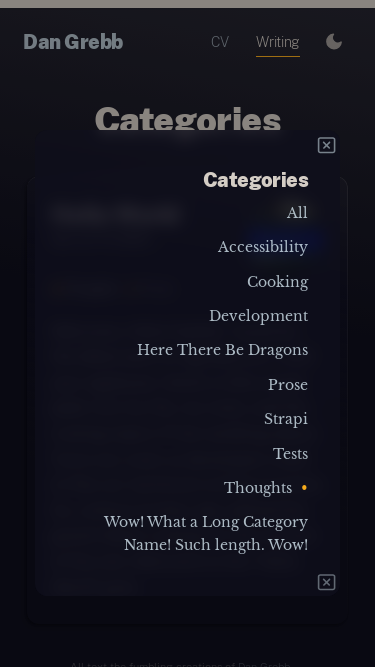 Dan Grebb
CV
Writing
Categories
Categories
All
Accessibility
Cooking
Development
Here There Be Dragons
Prose
Strapi
Tests
Thoughts •
Wow! What a Long Category
Name! Such length. Wow!